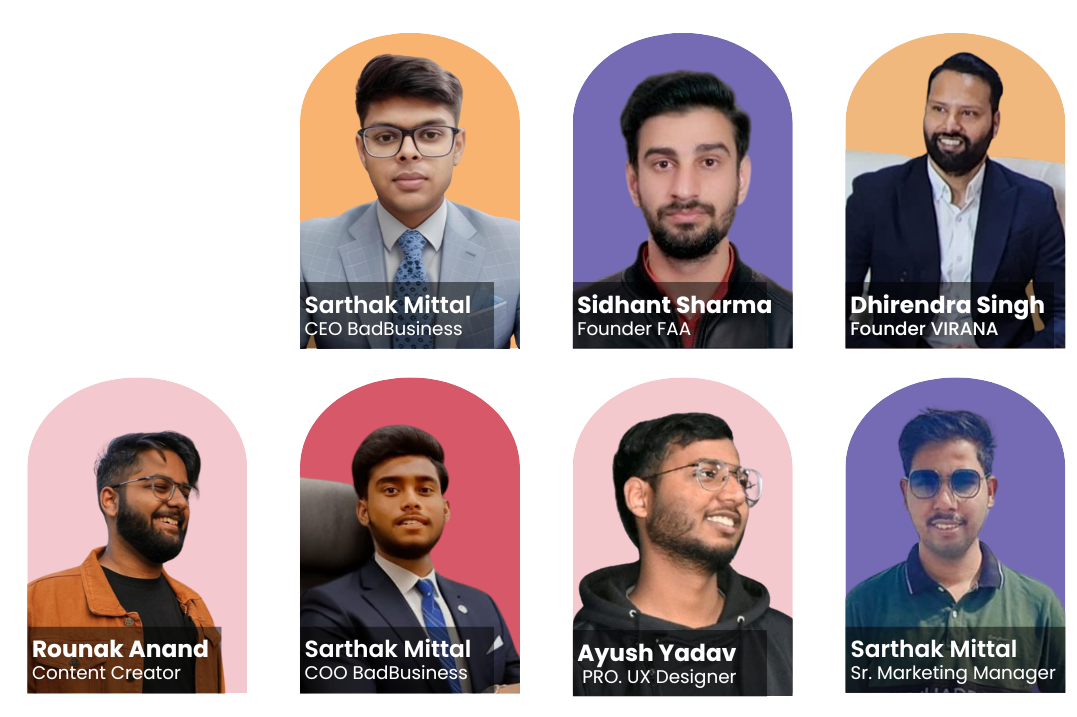 Sarthak Mittal
CEO BadBusiness
Sidhant Sharma
Founder FAA
Dhirendra Singh
Founder VIRANA
Rounak Anand
Content Creator
Sarthak Mittal
COO BadBusiness
Ayush Yadav
PRO. UX Designer
Sarthak Mittal
Sr. Marketing Manager